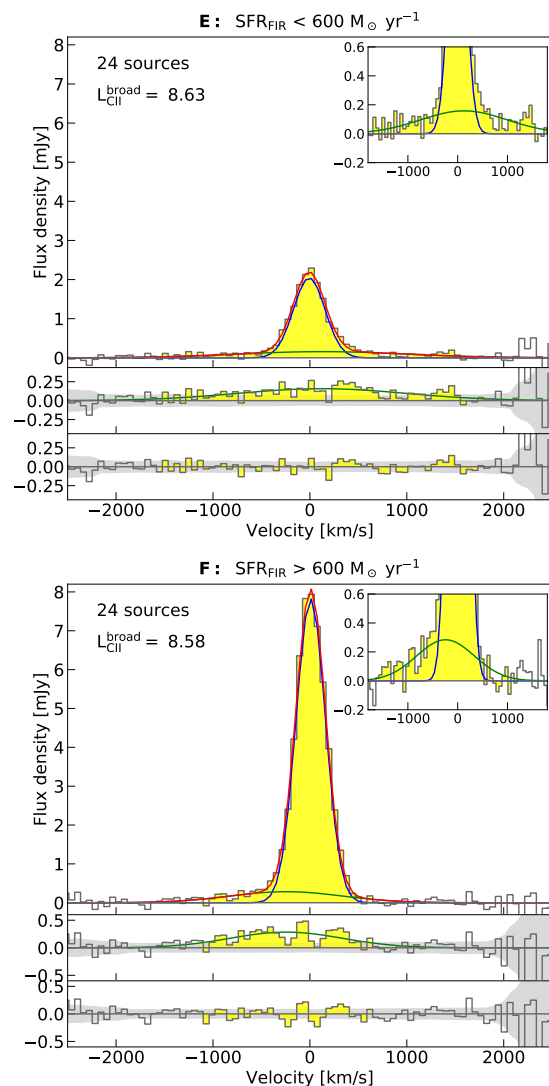 E: SFR_FIR < 600 M_⊙ yr⁻¹
24 sources
L_CII^broad = 8.63
Flux density [mJy]
8
7
6
5
4
3
2
1
0
0.6
0.4
0.2
0.0
−0.2
−1000 0 1000
0.25
0.00
−0.25
0.25
0.00
−0.25
−2000 −1000 0 1000 2000
Velocity [km/s]
F: SFR_FIR > 600 M_⊙ yr⁻¹
24 sources
L_CII^broad = 8.58
Flux density [mJy]
8
7
6
5
4
3
2
1
0
0.6
0.4
0.2
0.0
−0.2
−1000 0 1000
0.5
0.0
−0.5
0.5
0.0
−0.5
−2000 −1000 0 1000 2000
Velocity [km/s]